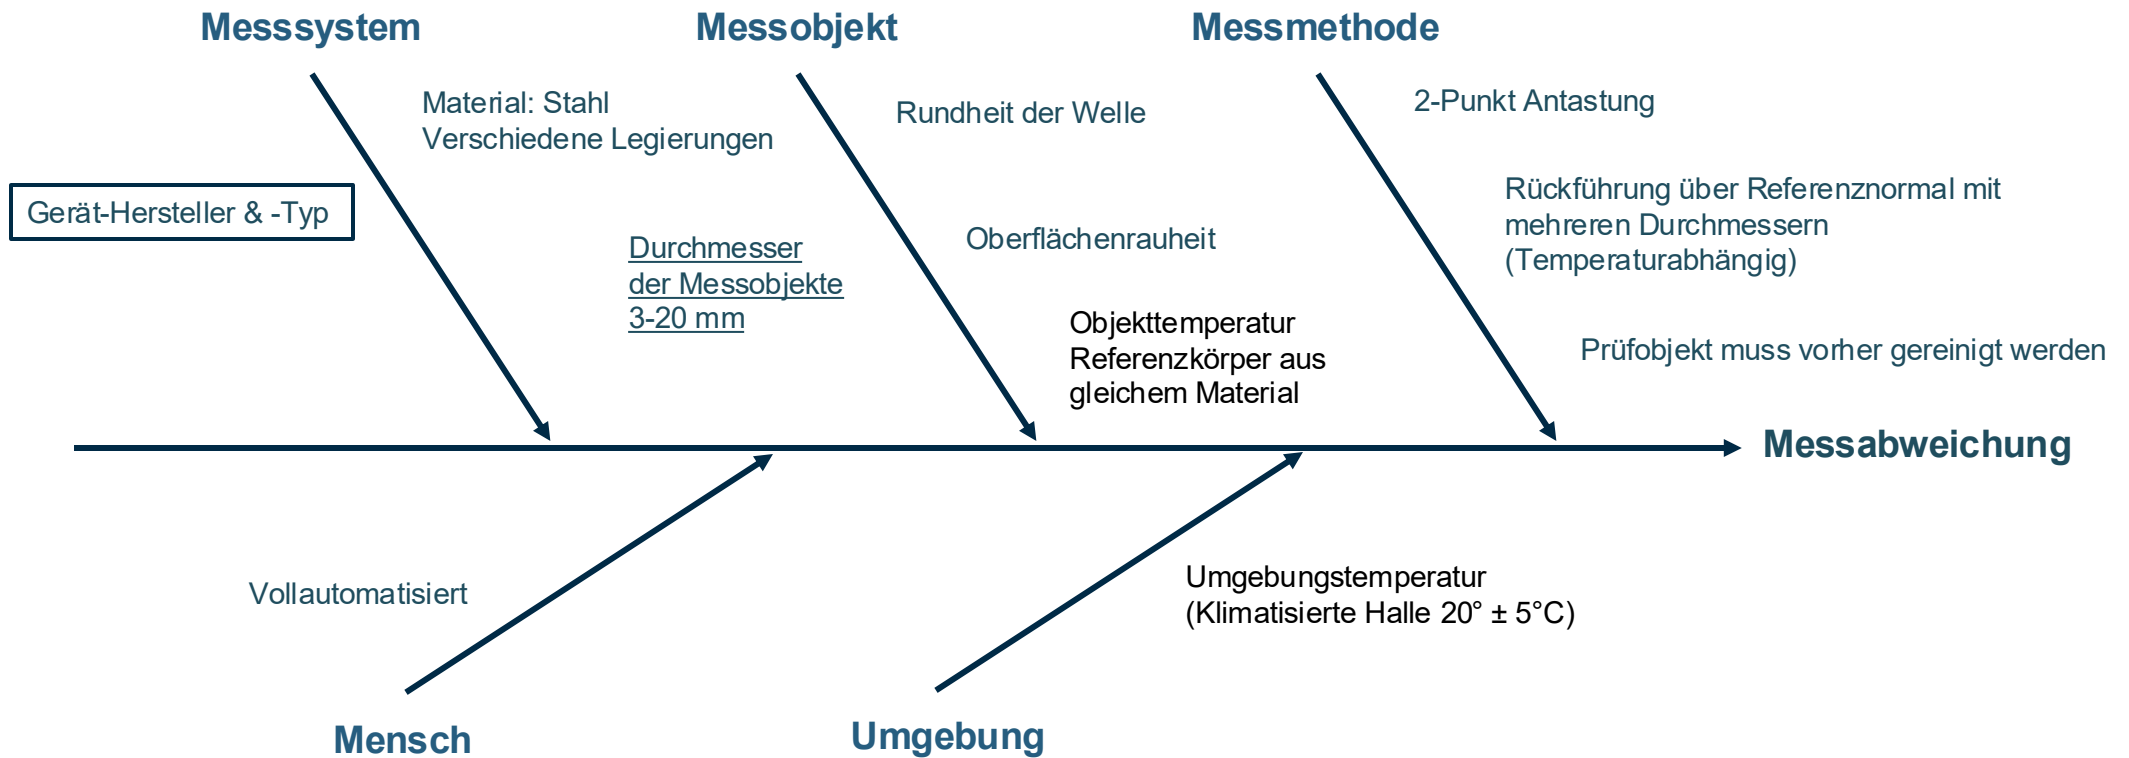 Messsystem
Messobjekt
Messmethode
Material: Stahl
Verschiedene Legierungen
Rundheit der Welle
2-Punkt Antastung
Gerät-Hersteller & -Typ
Durchmesser
der Messobjekte
3-20 mm
Oberflächenrauheit
Rückführung über Referenznormal mit
mehreren Durchmessern
(Temperaturabhängig)
Objekttemperatur
Referenzkörper aus
gleichem Material
Prüfobjekt muss vorher gereinigt werden
Messabweichung
Vollautomatisiert
Umgebungstemperatur
(Klimatisierte Halle 20° ± 5°C)
Mensch
Umgebung